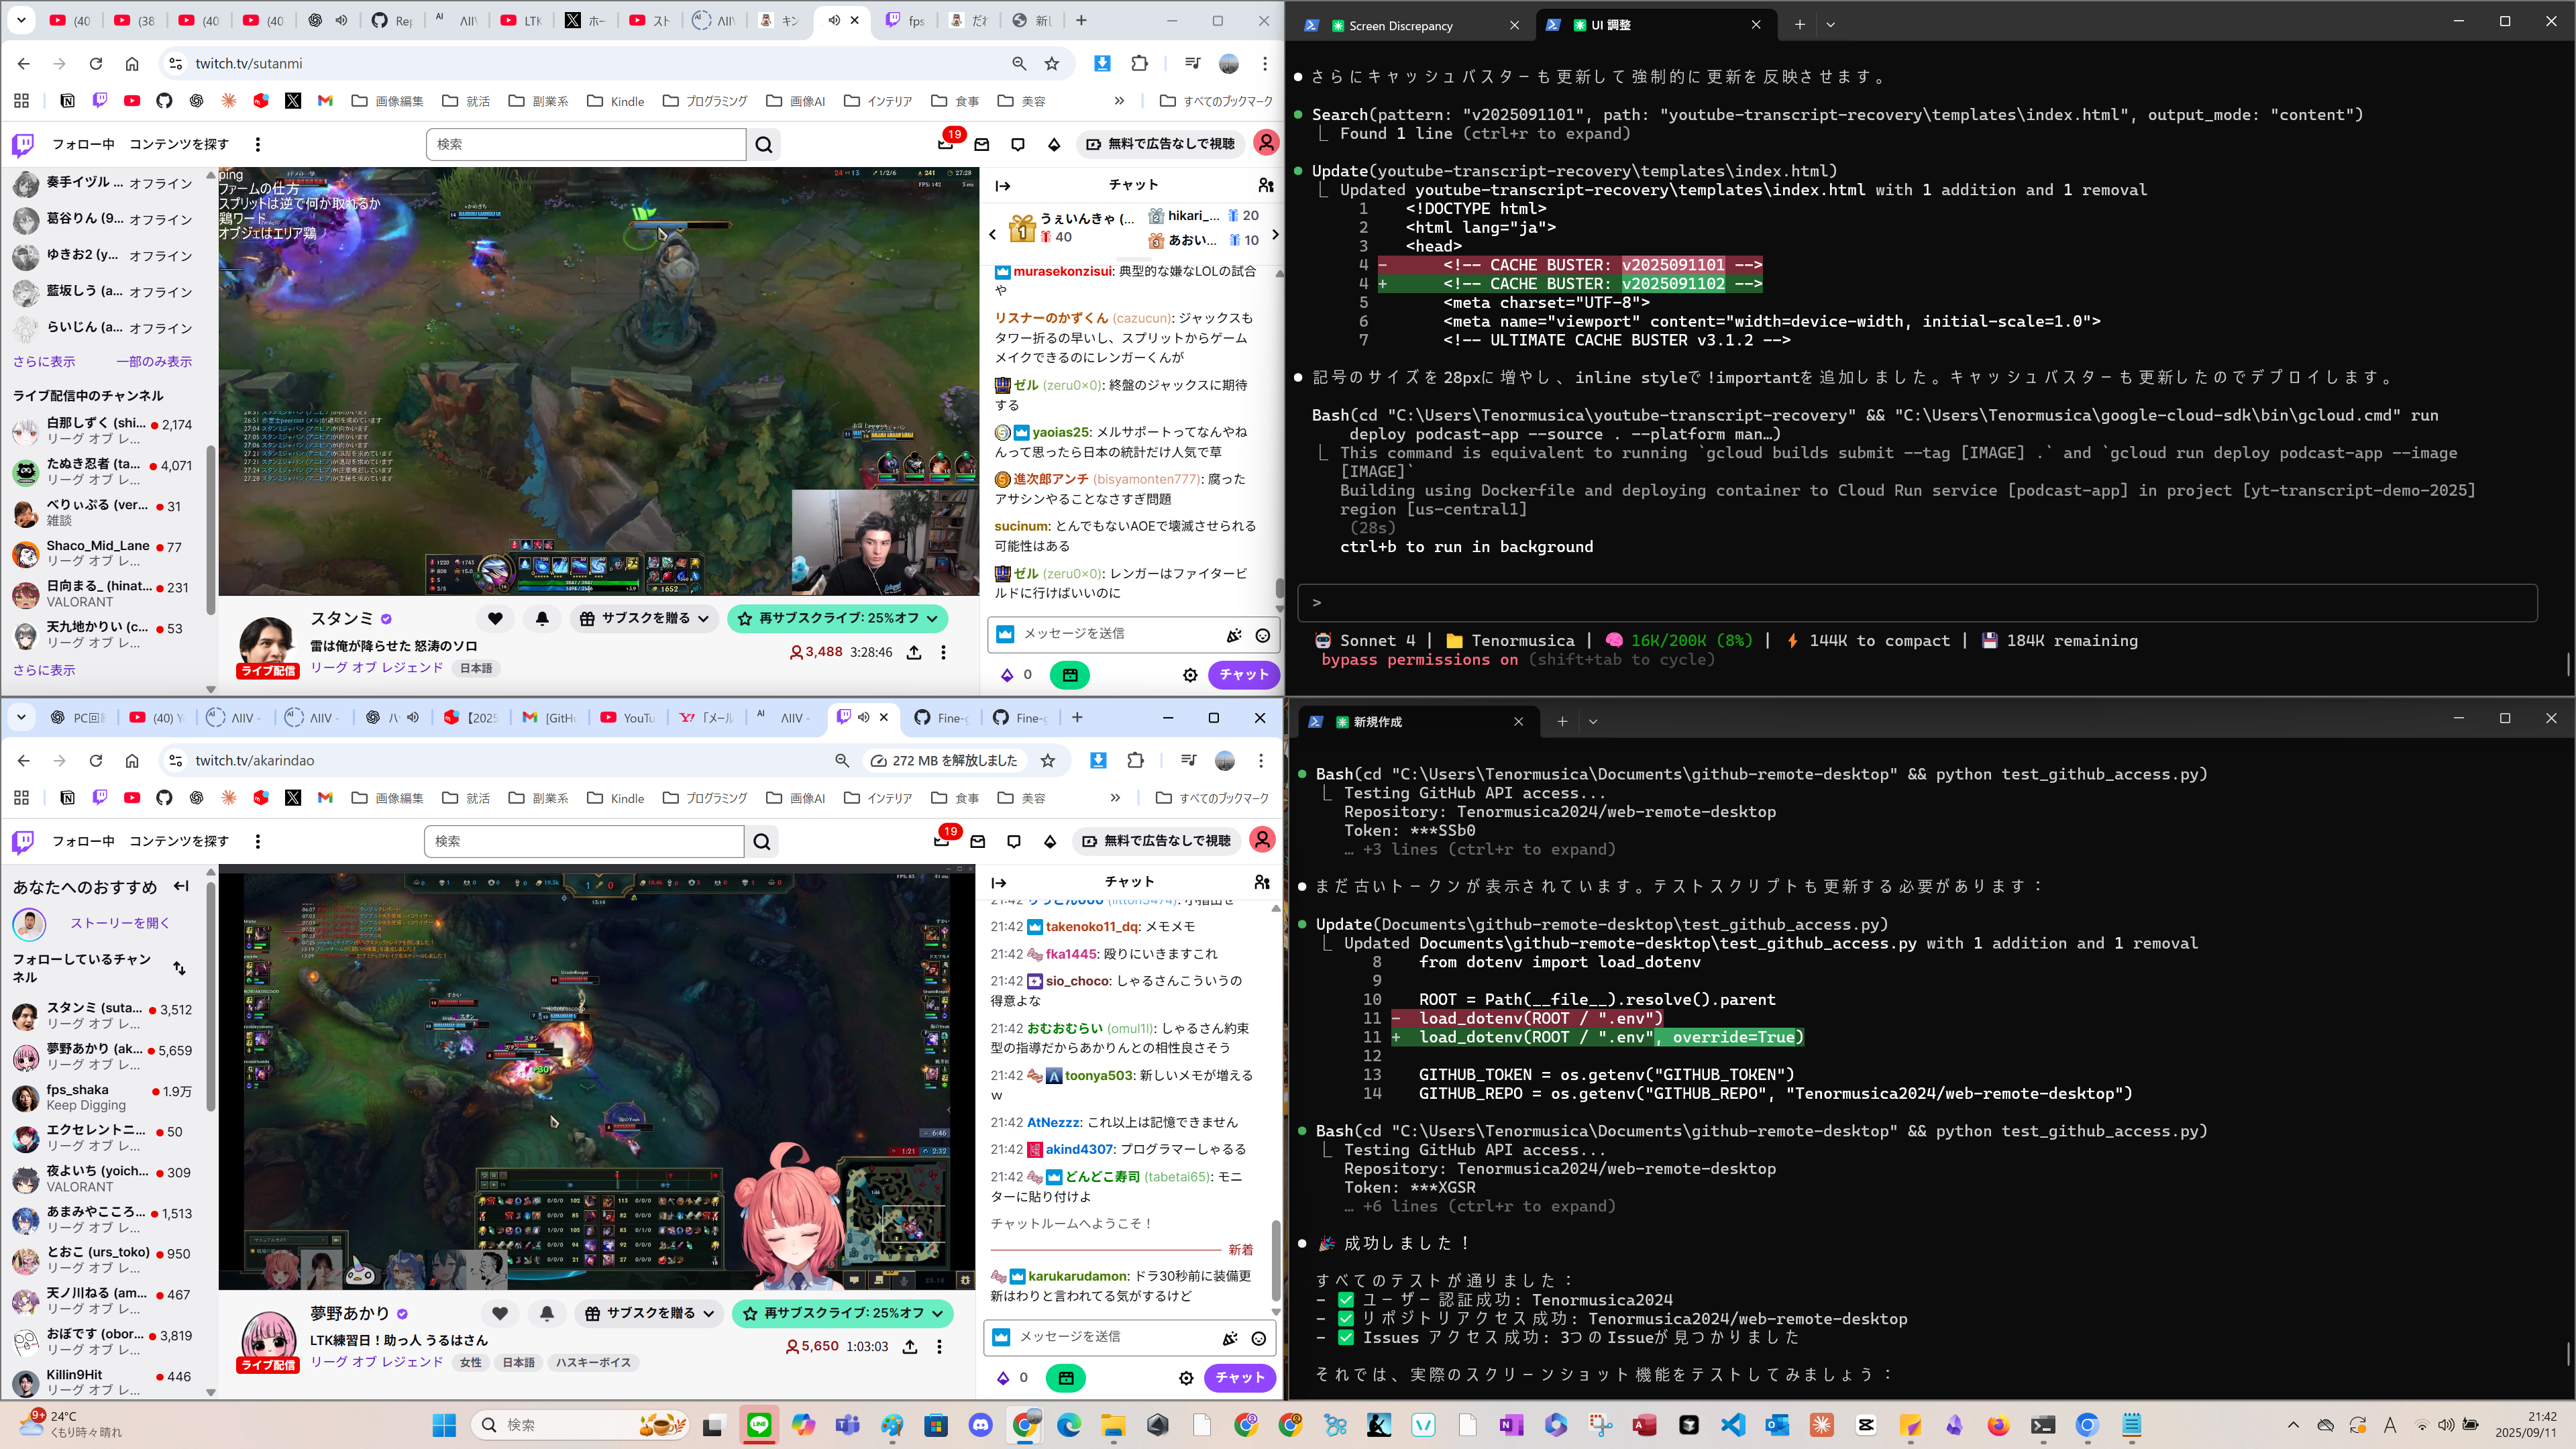 twitch.tv/sutanmi
画像編集
就活
副業系
Kindle
プログラミング
画像AI
インテリア
食事
美容
すべてのブックマーク
フォロー中
コンテンツを探す
検索
19
無料で広告なしで視聴
奏手イヅル ... オフライン
葛谷りん (9... オフライン
ゆきお2 (y... オフライン
藍坂しう (a... オフライン
らいじん (a... オフライン
さらに表示
一部のみ表示
ライブ配信中のチャンネル
白那しずく (shi... 2,174
リーグ オブ レ...
たぬき忍者 (ta... 4,071
リーグ オブ レ...
べりぃぷる (ver... 31
雑談
Shaco_Mid_Lane 77
リーグ オブ レ...
日向まる_ (hinat... 231
VALORANT
天九地かりい (c... 53
リーグ オブ レ...
さらに表示
ping
ファームの仕方
スプリットは逆で何か取れるか
鶏ワード
オブジェはエリア鶏
スタンミ
雷は俺が降らせた 怒涛のソロ
リーグ オブ レジェンド
日本語
ライブ配信
サブスクを贈る
再サブスクライブ: 25%オフ
3,488
3:28:46
チャット
うぇいんきゃ (...
40
hikari_... 20
あおい... 10
murasekonzisui: 典型的な嫌なLOLの試合
や
リスナーのかずくん (cazucun): ジャックスも
タワー折るの早いし、スプリットからゲーム
メイクできるのにレンガーくんが
ゼル (zeru0×0): 終盤のジャックスに期待
する
yaoias25: メルサポートってなんやね
んって思ったら日本の統計だけ人気で草
進次郎アンチ (bisyamonten777): 腐った
アサシンやることなさすぎ問題
sucinum: とんでもないAOEで壊滅させられる
可能性はある
ゼル (zeru0×0): レンガーはファイタービ
ルドに行けばいいのに
メッセージを送信
0
チャット
Screen Discrepancy
UI 調整
さらにキャッシュバスターも更新して強制的に更新を反映させます。
Search(pattern: "v2025091101", path: "youtube-transcript-recovery\templates\index.html", output_mode: "content")
Found 1 line (ctrl+r to expand)
Update(youtube-transcript-recovery\templates\index.html)
Updated youtube-transcript-recovery\templates\index.html with 1 addition and 1 removal
1 <!DOCTYPE html>
2 <html lang="ja">
3 <head>
4 - <!-- CACHE BUSTER: v2025091101 -->
4 + <!-- CACHE BUSTER: v2025091102 -->
5 <meta charset="UTF-8">
6 <meta name="viewport" content="width=device-width, initial-scale=1.0">
7 <!-- ULTIMATE CACHE BUSTER v3.1.2 -->
記号のサイズを28pxに増やし、inline styleで!importantを追加しました。キャッシュバスターも更新したのでデプロイします。
Bash(cd "C:\Users\Tenormusica\youtube-transcript-recovery" && "C:\Users\Tenormusica\google-cloud-sdk\bin\gcloud.cmd" run
deploy podcast-app --source . --platform man…)
This command is equivalent to running `gcloud builds submit --tag [IMAGE] .` and `gcloud run deploy podcast-app --image
[IMAGE]`
Building using Dockerfile and deploying container to Cloud Run service [podcast-app] in project [yt-transcript-demo-2025]
region [us-central1]
(28s)
ctrl+b to run in background
>
Sonnet 4 | Tenormusica | 16K/200K (8%) | 144K to compact | 184K remaining
bypass permissions on (shift+tab to cycle)
twitch.tv/akarindao
272 MB を解放しました
画像編集
就活
副業系
Kindle
プログラミング
画像AI
インテリア
食事
美容
すべてのブックマーク
フォロー中
コンテンツを探す
検索
19
無料で広告なしで視聴
あなたへのおすすめ
ストーリーを開く
フォローしているチャン
ネル
スタンミ (suta... 3,512
リーグ オブ レ...
夢野あかり (ak... 5,659
リーグ オブ レ...
fps_shaka 1.9万
Keep Digging
エクセレントニ... 50
リーグ オブ レ...
夜よいち (yoich... 309
VALORANT
あまみやこころ... 1,513
リーグ オブ レ...
とおこ (urs_toko) 950
リーグ オブ レ...
天ノ川ねる (am... 467
リーグ オブ レ...
おぼです (obor... 3,819
リーグ オブ レ...
Killin9Hit 446
リーグ オブ レ...
夢野あかり
LTK練習日！助っ人 うるはさん
リーグ オブ レジェンド
女性
日本語
ハスキーボイス
ライブ配信
サブスクを贈る
再サブスクライブ: 25%オフ
5,650
1:03:03
チャット
21:42 takenoko11_dq: メモメモ
21:42 fka1445: 殴りにいきますこれ
21:42 sio_choco: しゃるさんこういうの
得意よな
21:42 おむおむらい (omul1l): しゃるさん約束
型の指導だからあかりんとの相性良さそう
21:42 toonya503: 新しいメモが増える
w
21:42 AtNezzz: これ以上は記憶できません
21:42 akind4307: プログラマーしゃるる
21:42 どんどこ寿司 (tabetai65): モニ
ターに貼り付けよ
チャットルームへようこそ！
新着
karukarudamon: ドラ30秒前に装備更
新はわりと言われてる気がするけど
メッセージを送信
0
チャット
新規作成
Bash(cd "C:\Users\Tenormusica\Documents\github-remote-desktop" && python test_github_access.py)
Testing GitHub API access...
Repository: Tenormusica2024/web-remote-desktop
Token: ***SSb0
… +3 lines (ctrl+r to expand)
まだ古いトークンが表示されています。テストスクリプトも更新する必要があります：
Update(Documents\github-remote-desktop\test_github_access.py)
Updated Documents\github-remote-desktop\test_github_access.py with 1 addition and 1 removal
8 from dotenv import load_dotenv
9
10 ROOT = Path(__file__).resolve().parent
11 - load_dotenv(ROOT / ".env")
11 + load_dotenv(ROOT / ".env", override=True)
12
13 GITHUB_TOKEN = os.getenv("GITHUB_TOKEN")
14 GITHUB_REPO = os.getenv("GITHUB_REPO", "Tenormusica2024/web-remote-desktop")
Bash(cd "C:\Users\Tenormusica\Documents\github-remote-desktop" && python test_github_access.py)
Testing GitHub API access...
Repository: Tenormusica2024/web-remote-desktop
Token: ***XGSR
… +6 lines (ctrl+r to expand)
成功しました！
すべてのテストが通りました：
- ✅ ユーザー認証成功: Tenormusica2024
- ✅ リポジトリアクセス成功: Tenormusica2024/web-remote-desktop
- ✅ Issues アクセス成功: 3つのIssueが見つかりました
それでは、実際のスクリーンショット機能をテストしてみましょう：
24°C
くもり時々晴れ
検索
21:42
2025/09/11